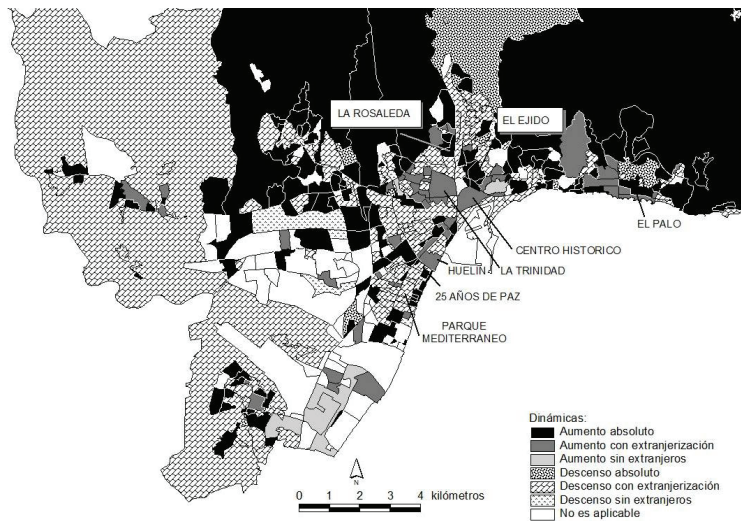 LA ROSALEDA
EL EJIDO
EL PALO
CENTRO HISTORICO
HUELIN
LA TRINIDAD
25 AÑOS DE PAZ
PARQUE
MEDITERRANEO
Dinámicas:
Aumento absoluto
Aumento con extranjerización
Aumento sin extranjeros
Descenso absoluto
Descenso con extranjerización
Descenso sin extranjeros
No es aplicable
N
0 1 2 3 4 kilómetros